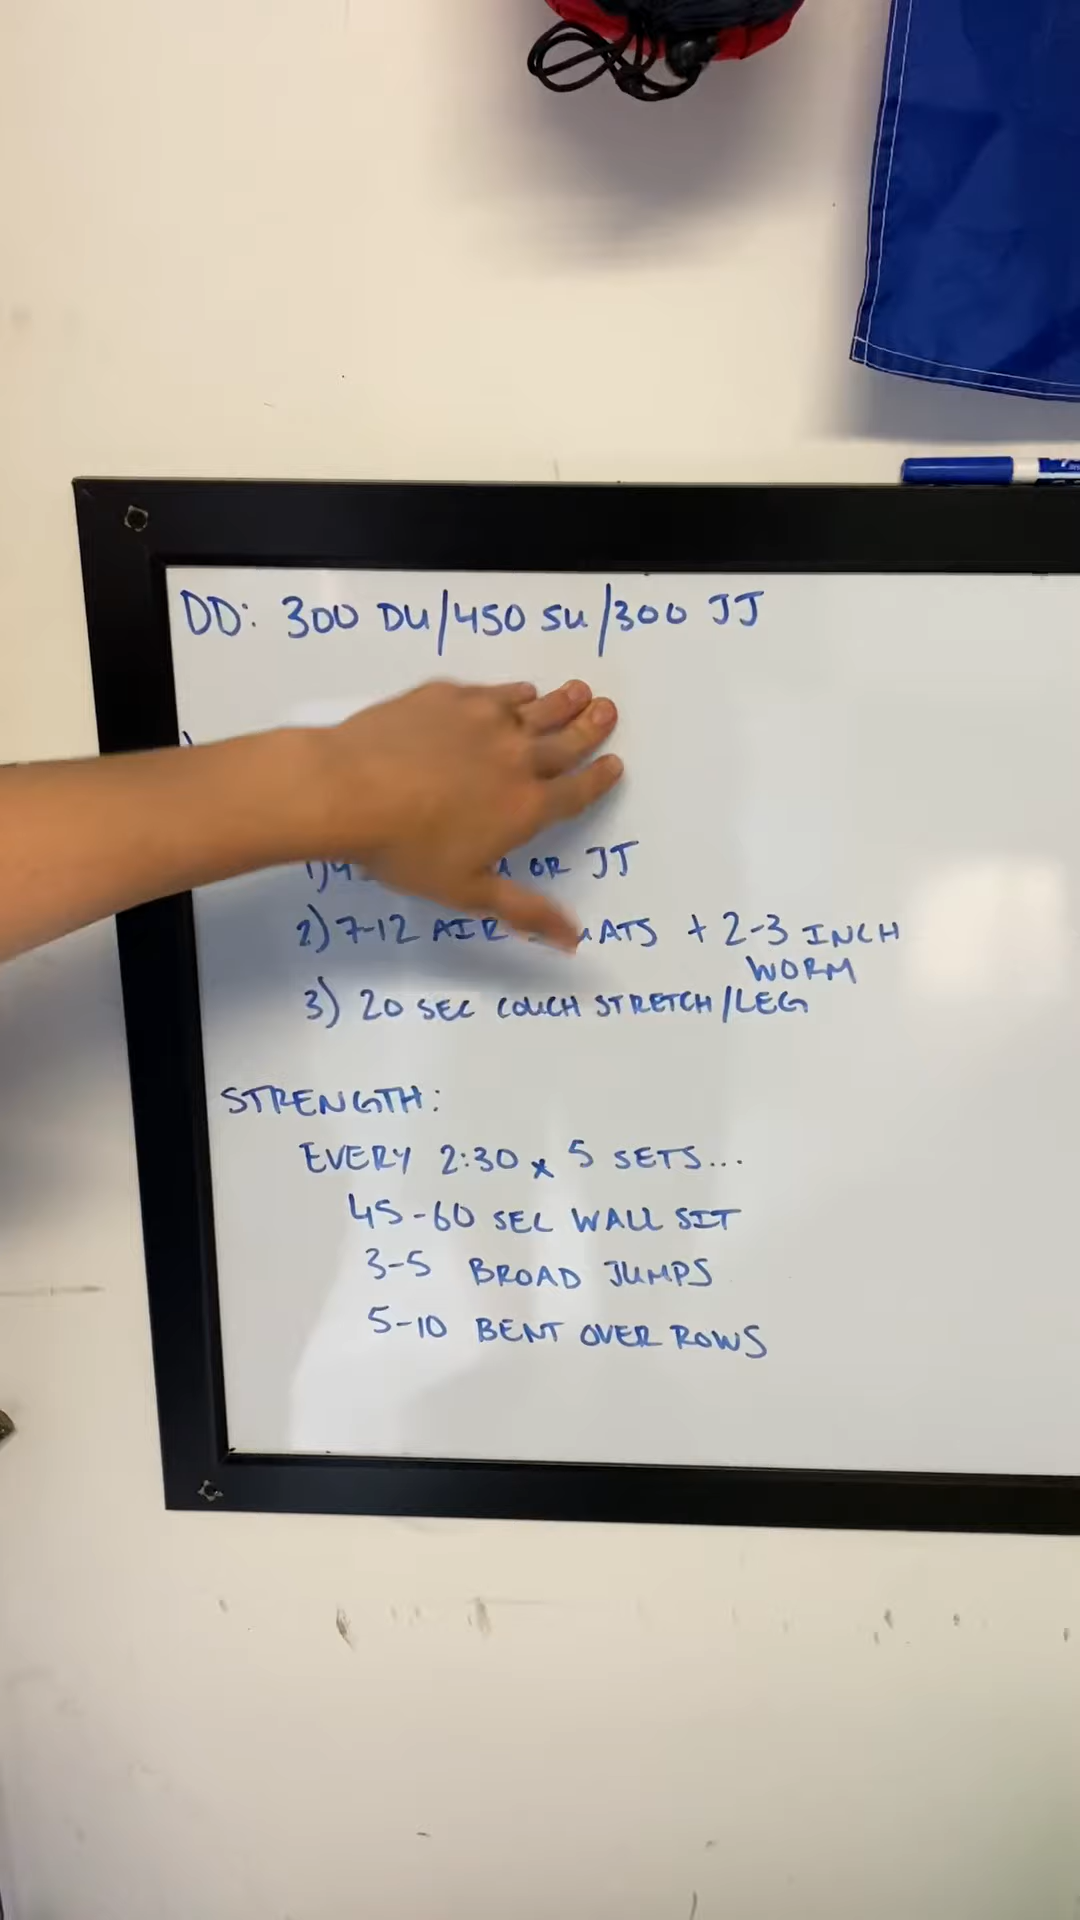 DD: 300 DU/450 SU/300 JJ
1) OR JJ
2) 7-12 AIR + 2-3 INCH
WORM
3) 20 SEC COUCH STRETCH/LEG
STRENGTH:
EVERY 2:30 x 5 SETS...
45-60 SEC WALL SIT
3-5 BROAD JUMPS
5-10 BENT OVER ROWS